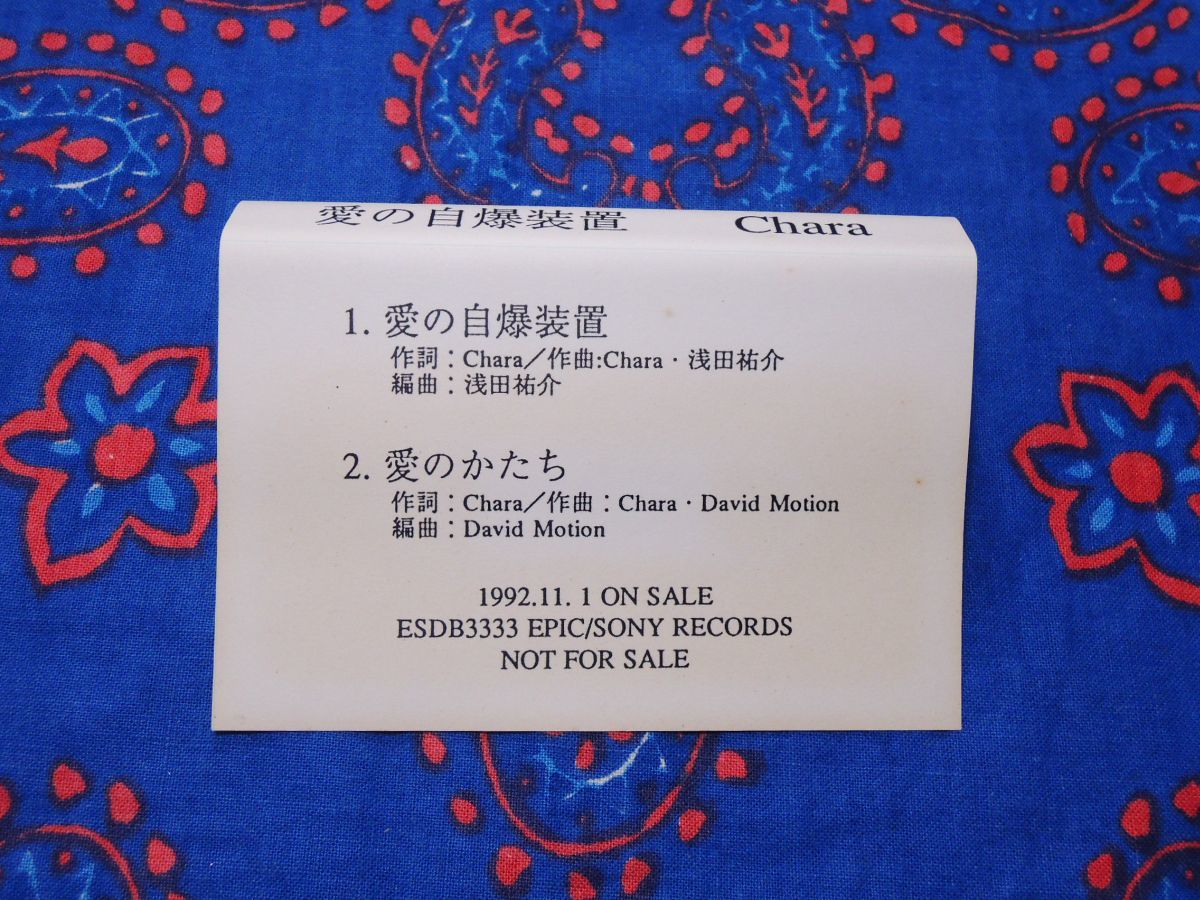 愛の自爆装置 Chara
1. 愛の自爆装置
作詞：Chara／作曲:Chara・浅田祐介
編曲：浅田祐介
2. 愛のかたち
作詞：Chara／作曲：Chara・David Motion
編曲：David Motion
1992.11. 1 ON SALE
ESDB3333 EPIC/SONY RECORDS
NOT FOR SALE